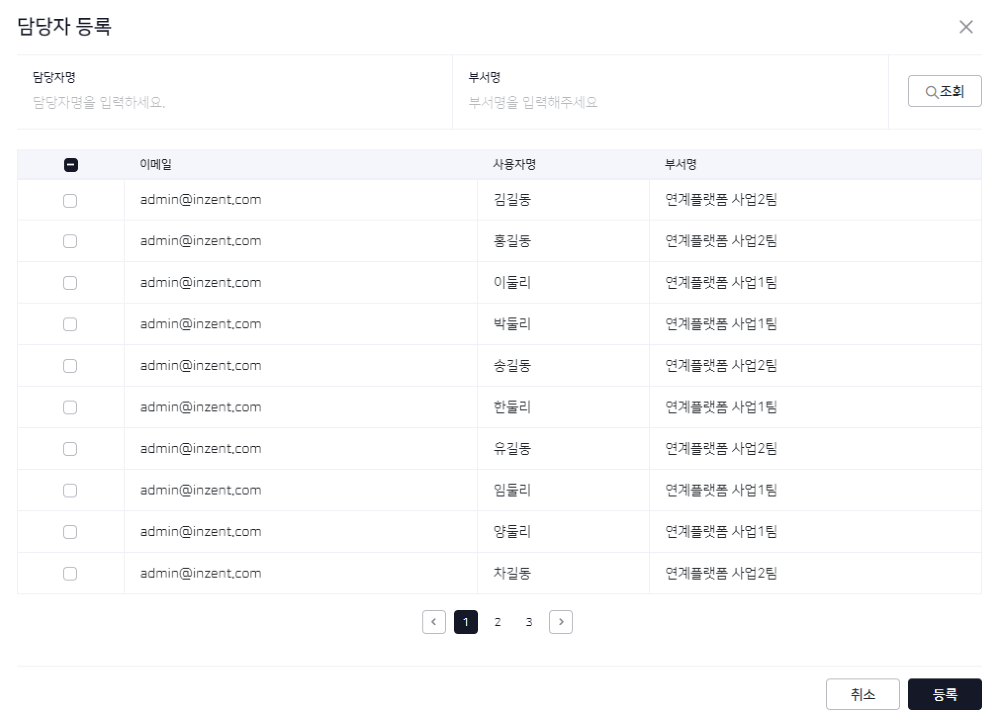 담당자 등록
담당자명
담당자명을 입력하세요.
부서명
부서명을 입력해주세요
조회
이메일 사용자명 부서명
admin@inzent.com 김길동 연계플랫폼 사업2팀
admin@inzent.com 홍길동 연계플랫폼 사업2팀
admin@inzent.com 이둘리 연계플랫폼 사업1팀
admin@inzent.com 박둘리 연계플랫폼 사업1팀
admin@inzent.com 송길동 연계플랫폼 사업2팀
admin@inzent.com 한둘리 연계플랫폼 사업1팀
admin@inzent.com 유길동 연계플랫폼 사업2팀
admin@inzent.com 임둘리 연계플랫폼 사업1팀
admin@inzent.com 양둘리 연계플랫폼 사업1팀
admin@inzent.com 차길동 연계플랫폼 사업2팀
1 2 3
취소 등록